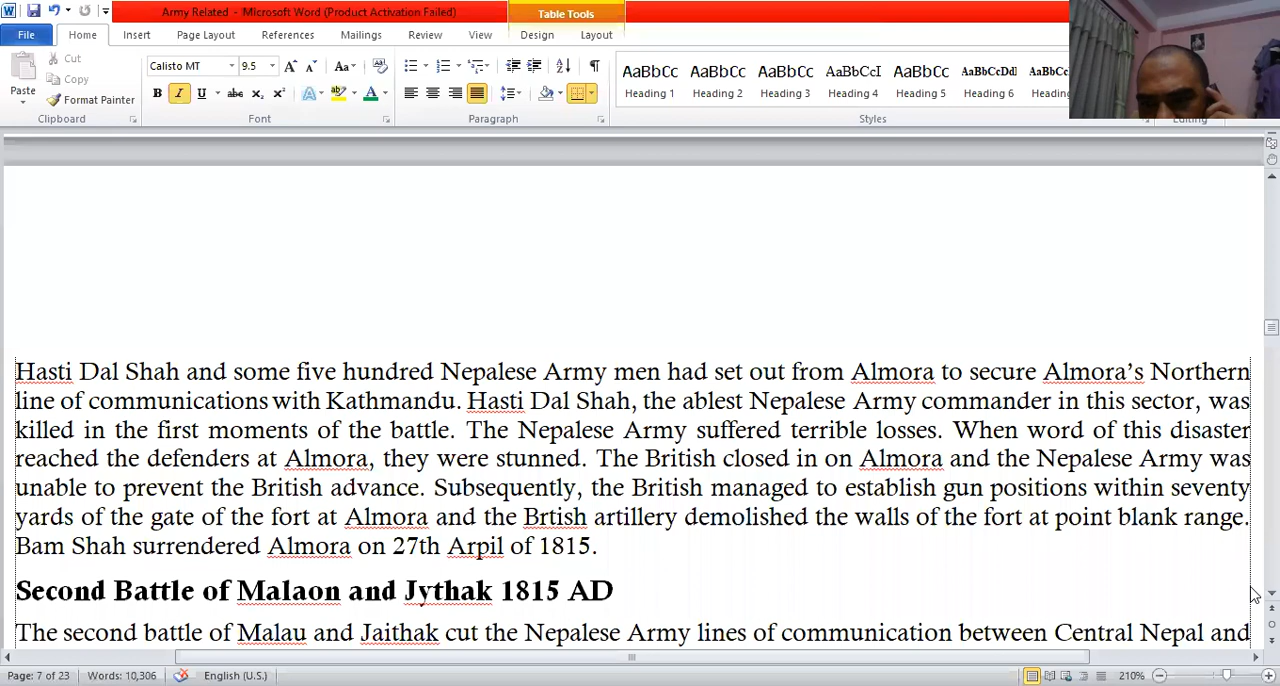 Army Related - Microsoft Word (Product Activation Failed)
Table Tools
File Home Insert Page Layout References Mailings Review View Design Layout
Cut
Copy
Format Painter
Paste
Clipboard
Calisto MT 9.5
Font
Paragraph
AaBbCc AaBbCc AaBbCc AaBbCcI AaBbCc AaBbCcDd AaBbCc
Heading 1 Heading 2 Heading 3 Heading 4 Heading 5 Heading 6 Heading
Styles
Editing
Hasti Dal Shah and some five hundred Nepalese Army men had set out from Almora to secure Almora’s Northern
line of communications with Kathmandu. Hasti Dal Shah, the ablest Nepalese Army commander in this sector, was
killed in the first moments of the battle. The Nepalese Army suffered terrible losses. When word of this disaster
reached the defenders at Almora, they were stunned. The British closed in on Almora and the Nepalese Army was
unable to prevent the British advance. Subsequently, the British managed to establish gun positions within seventy
yards of the gate of the fort at Almora and the Brtish artillery demolished the walls of the fort at point blank range.
Bam Shah surrendered Almora on 27th Arpil of 1815.
Second Battle of Malaon and Jythak 1815 AD
The second battle of Malau and Jaithak cut the Nepalese Army lines of communication between Central Nepal and
Page: 7 of 23 Words: 10,306 English (U.S.) 210%